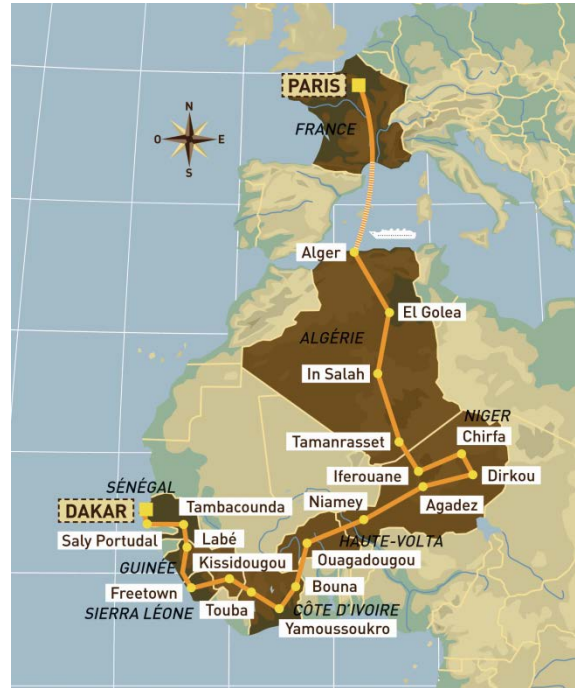 PARIS
FRANCE
N
O
E
S
Alger
El Golea
ALGÉRIE
In Salah
NIGER
Tamanrasset
Chirfa
Iferouane
Dirkou
SÉNÉGAL
Niamey
Agadez
DAKAR
Tambacounda
Saly Portudal
Labé
HAUTE-VOLTA
Kissidougou
Ouagadougou
GUINÉE
Freetown
Bouna
SIERRA LÉONE
Touba
CÔTE D'IVOIRE
Yamoussoukro